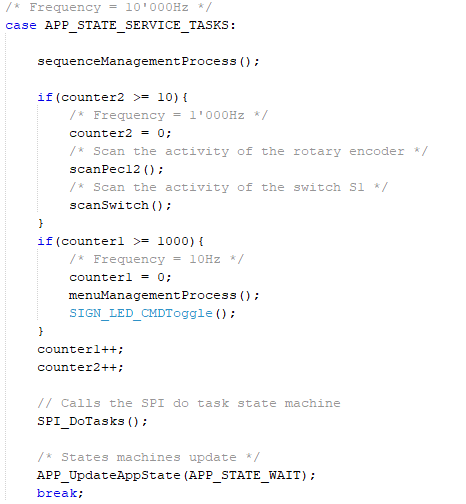 /* Frequency = 10'000Hz */
case APP_STATE_SERVICE_TASKS:
sequenceManagementProcess();
if(counter2 >= 10){
/* Frequency = 1'000Hz */
counter2 = 0;
/* Scan the activity of the rotary encoder */
scanPec12();
/* Scan the activity of the switch S1 */
scanSwitch();
}
if(counter1 >= 1000){
/* Frequency = 10Hz */
counter1 = 0;
menuManagementProcess();
SIGN_LED_CMDToggle();
}
counter1++;
counter2++;
// Calls the SPI do task state machine
SPI_DoTasks();
/* States machines update */
APP_UpdateAppState(APP_STATE_WAIT);
break;